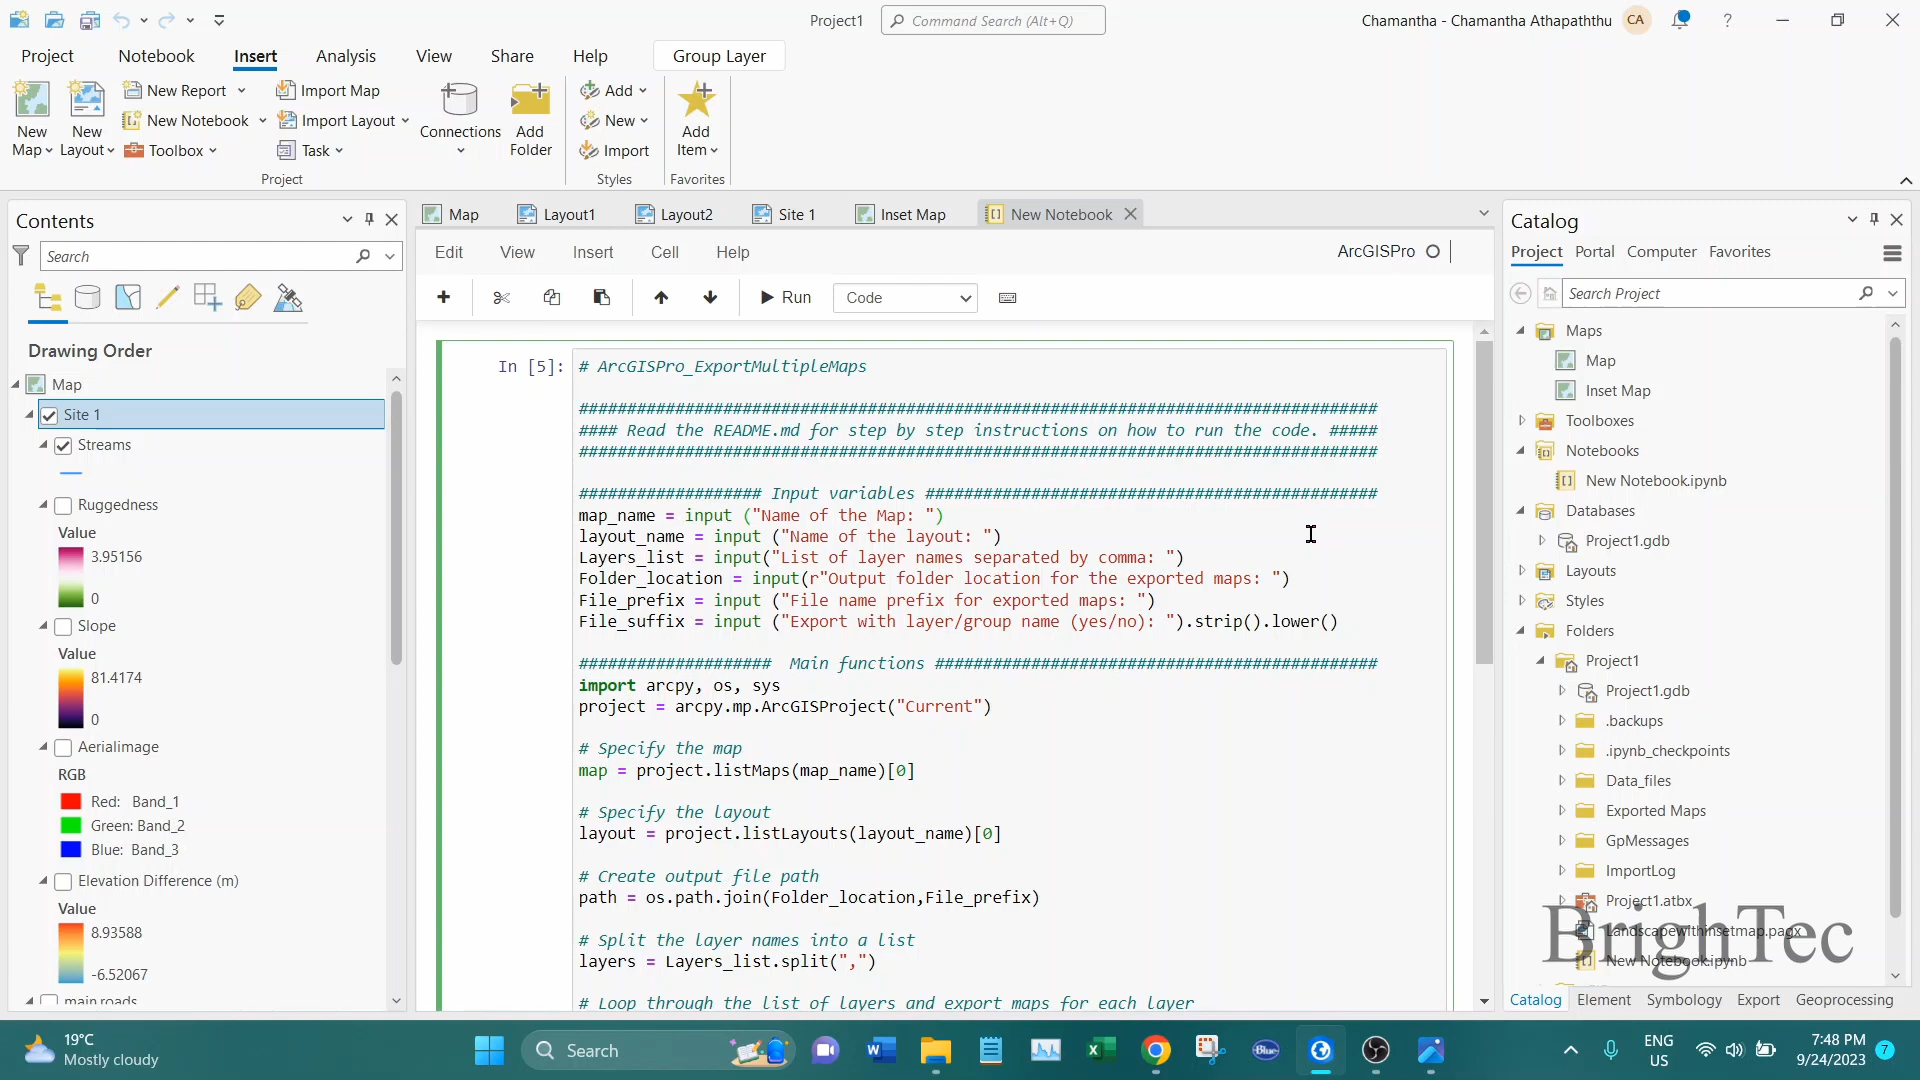 Project1
Command Search (Alt+Q)
Chamantha - Chamantha Athapaththu
CA
Project
Notebook
Insert
Analysis
View
Share
Help
Group Layer
New Map
New Layout
New Report
New Notebook
Toolbox
Import Map
Import Layout
Task
Connections
Add Folder
Add
New
Import
Add Item
Project
Styles
Favorites
Contents
Search
Drawing Order
Map
Site 1
Streams
Ruggedness
Value
3.95156
0
Slope
Value
81.4174
0
AerialImage
RGB
Red: Band_1
Green: Band_2
Blue: Band_3
Elevation Difference (m)
Value
8.93588
-6.52067
main roads
Map
Layout1
Layout2
Site 1
Inset Map
New Notebook
Edit
View
Insert
Cell
Help
ArcGISPro
Run
Code
In [5]:
# ArcGISPro_ExportMultipleMaps
###################################################################################
#### Read the README.md for step by step instructions on how to run the code. #####
###################################################################################
################### Input variables ###############################################
map_name = input ("Name of the Map: ")
layout_name = input ("Name of the layout: ")
Layers_list = input("List of layer names separated by comma: ")
Folder_location = input(r"Output folder location for the exported maps: ")
File_prefix = input ("File name prefix for exported maps: ")
File_suffix = input ("Export with layer/group name (yes/no): ").strip().lower()
####################  Main functions ##############################################
import arcpy, os, sys
project = arcpy.mp.ArcGISProject("Current")
# Specify the map
map = project.listMaps(map_name)[0]
# Specify the layout
layout = project.listLayouts(layout_name)[0]
# Create output file path
path = os.path.join(Folder_location,File_prefix)
# Split the layer names into a list
layers = Layers_list.split(",")
# Loop through the list of layers and export maps for each layer
Catalog
Project
Portal
Computer
Favorites
Search Project
Maps
Map
Inset Map
Toolboxes
Notebooks
New Notebook.ipynb
Databases
Project1.gdb
Layouts
Styles
Folders
Project1
Project1.gdb
.backups
.ipynb_checkpoints
Data_files
Exported Maps
GpMessages
ImportLog
Project1.atbx
Landscapewithinsetmap.pagx
New Notebook.ipynb
BrighTec
Catalog
Element
Symbology
Export
Geoprocessing
19°C
Mostly cloudy
Search
Blue
ENG
US
7:48 PM
9/24/2023
7